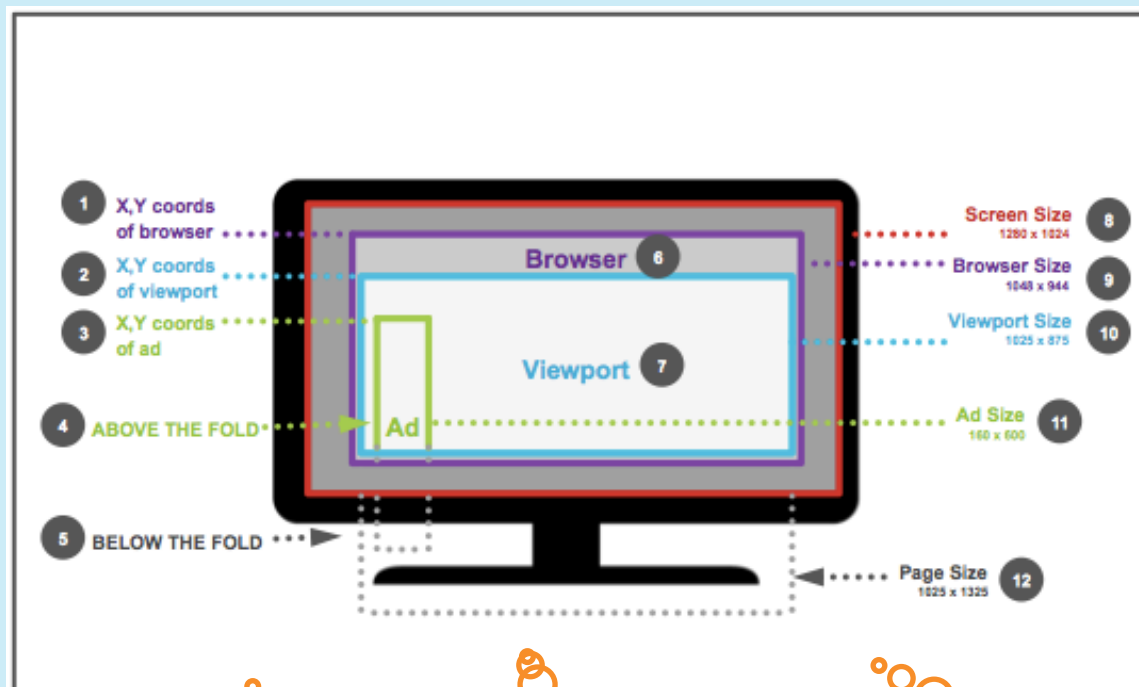 1
X,Y coords
of browser
2
X,Y coords
of viewport
3
X,Y coords
of ad
4
ABOVE THE FOLD
5
BELOW THE FOLD
Browser 6
Viewport 7
Ad
Screen Size 8
1280 x 1024
Browser Size 9
1048 x 944
Viewport Size 10
1025 x 875
Ad Size 11
160 x 600
Page Size 12
1025 x 1325